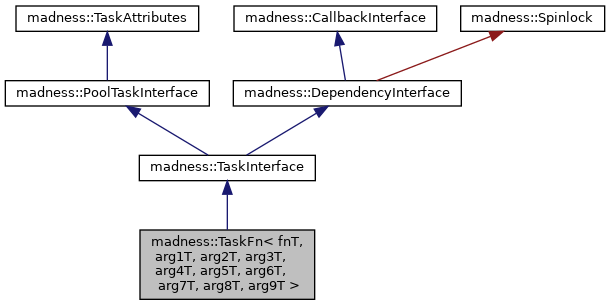 madness::TaskAttributes
madness::CallbackInterface
madness::Spinlock
madness::PoolTaskInterface
madness::DependencyInterface
madness::TaskInterface
madness::TaskFn< fnT,
arg1T, arg2T, arg3T,
arg4T, arg5T, arg6T,
arg7T, arg8T, arg9T >